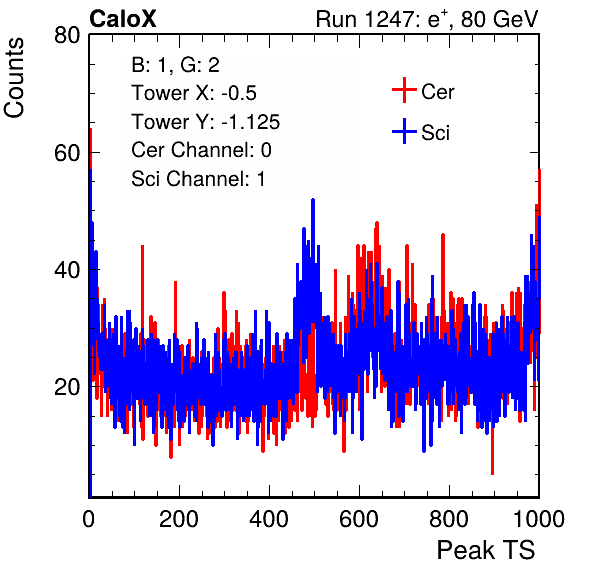 CaloX Run 1247: e+, 80 GeV
Counts
80
60
40
20
B: 1, G: 2
Tower X: -0.5
Tower Y: -1.125
Cer Channel: 0
Sci Channel: 1
Cer
Sci
0 200 400 600 800 1000
Peak TS